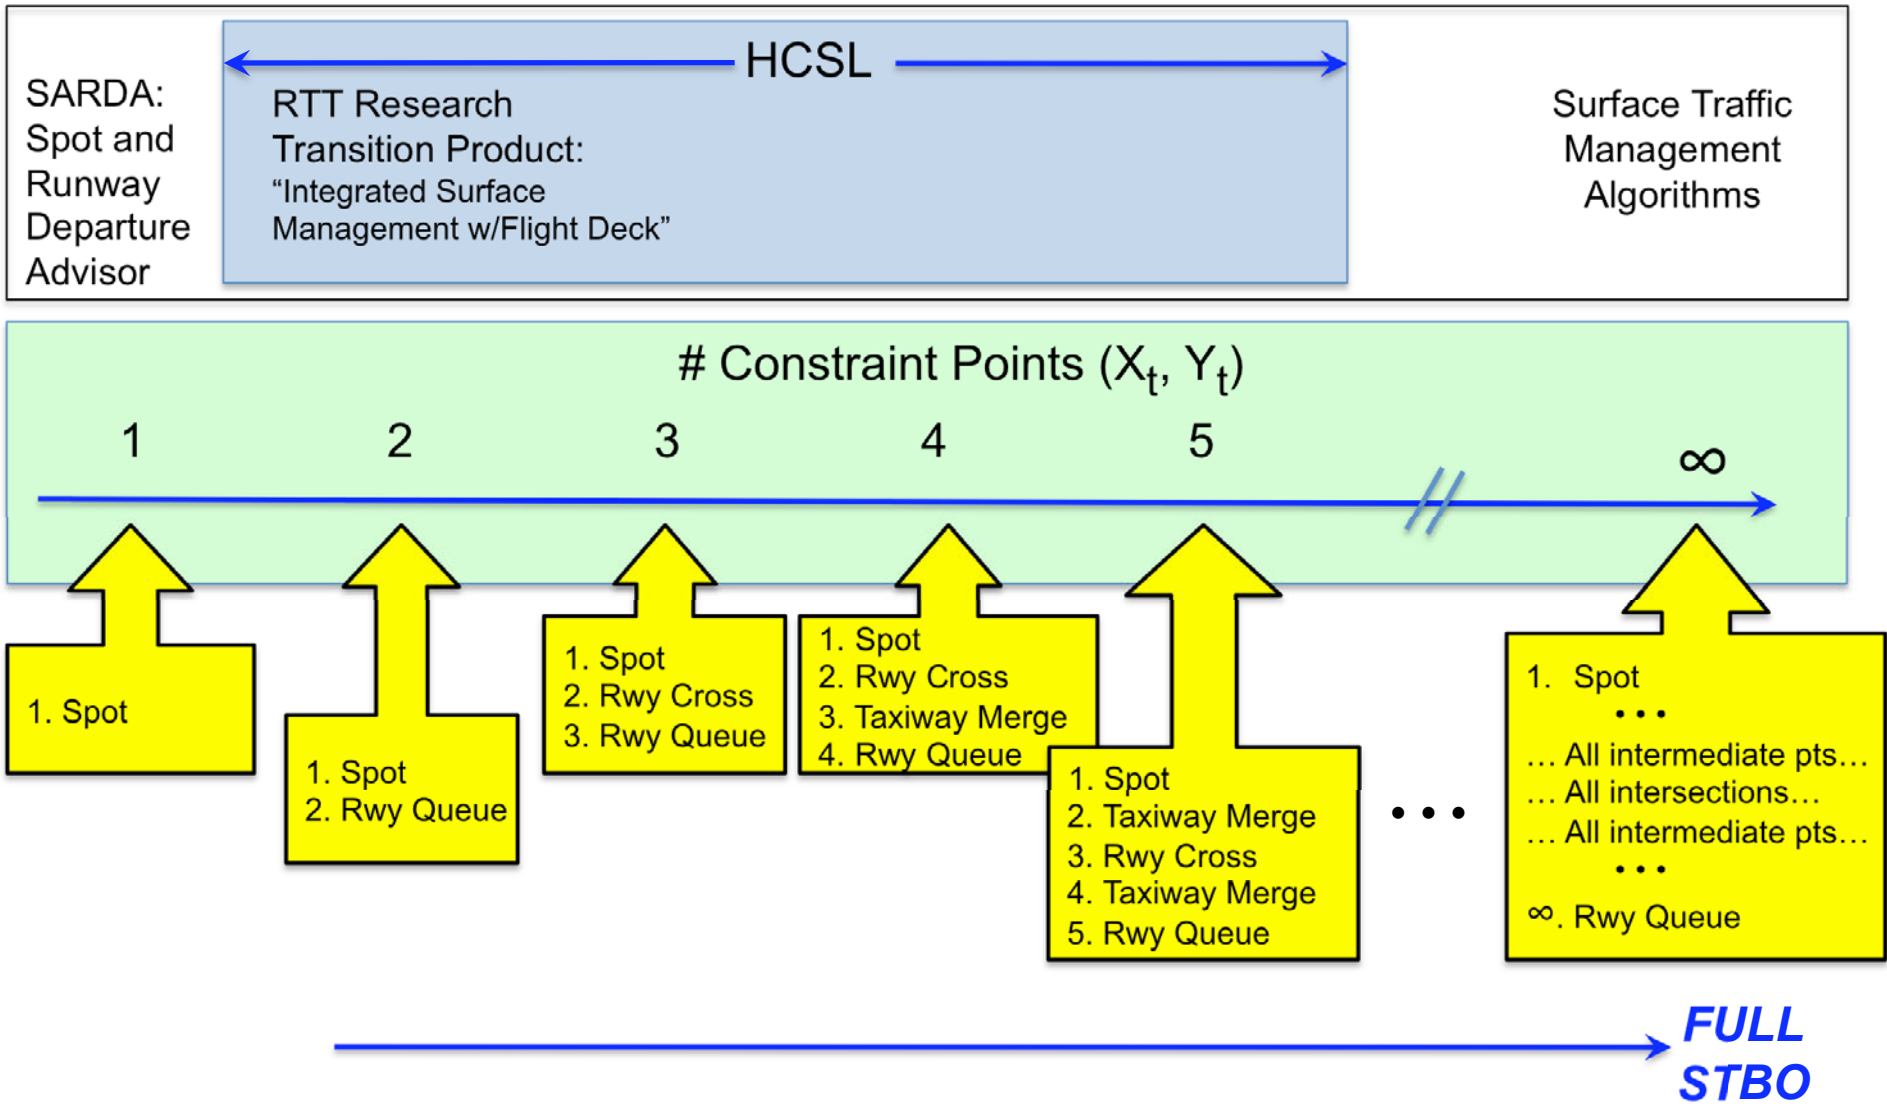 HCSL
SARDA:
Spot and
Runway
Departure
Advisor
RTT Research
Transition Product:
“Integrated Surface
Management w/Flight Deck”
Surface Traffic
Management
Algorithms
# Constraint Points (Xt, Yt)
1 2 3 4 5 ∞
1. Spot
1. Spot
2. Rwy Queue
1. Spot
2. Rwy Cross
3. Rwy Queue
1. Spot
2. Rwy Cross
3. Taxiway Merge
4. Rwy Queue
1. Spot
2. Taxiway Merge
3. Rwy Cross
4. Taxiway Merge
5. Rwy Queue
• • •
1. Spot
• • •
... All intermediate pts...
... All intersections...
... All intermediate pts...
• • •
∞. Rwy Queue
FULL
STBO